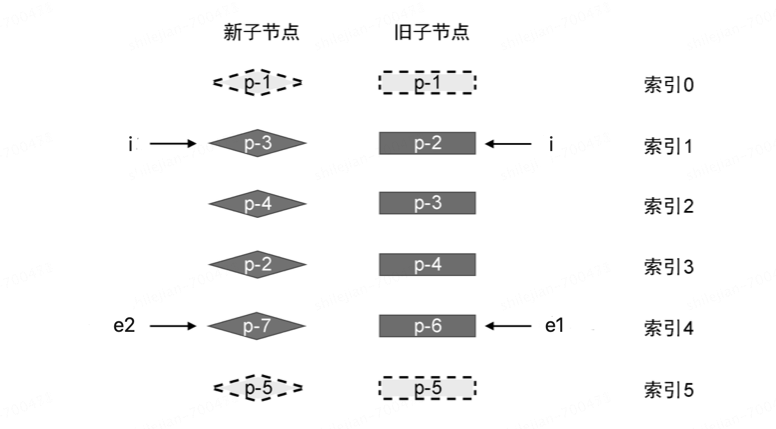 新子节点 旧子节点
p-1 p-1 索引0
i p-3 p-2 i 索引1
p-4 p-3 索引2
p-2 p-4 索引3
e2 p-7 p-6 e1 索引4
p-5 p-5 索引5